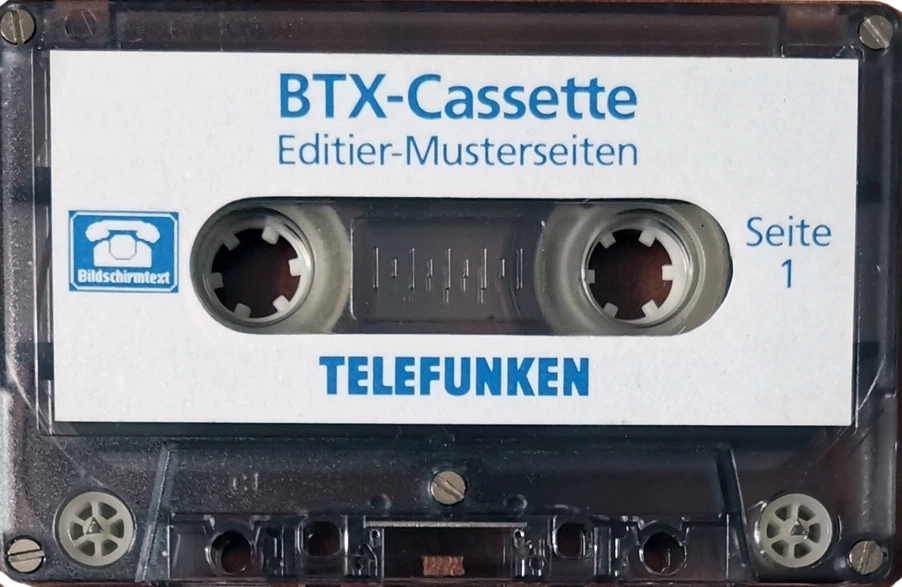 BTX-Cassette
Editier-Musterseiten
Bildschirmtext
Seite
1
TELEFUNKEN